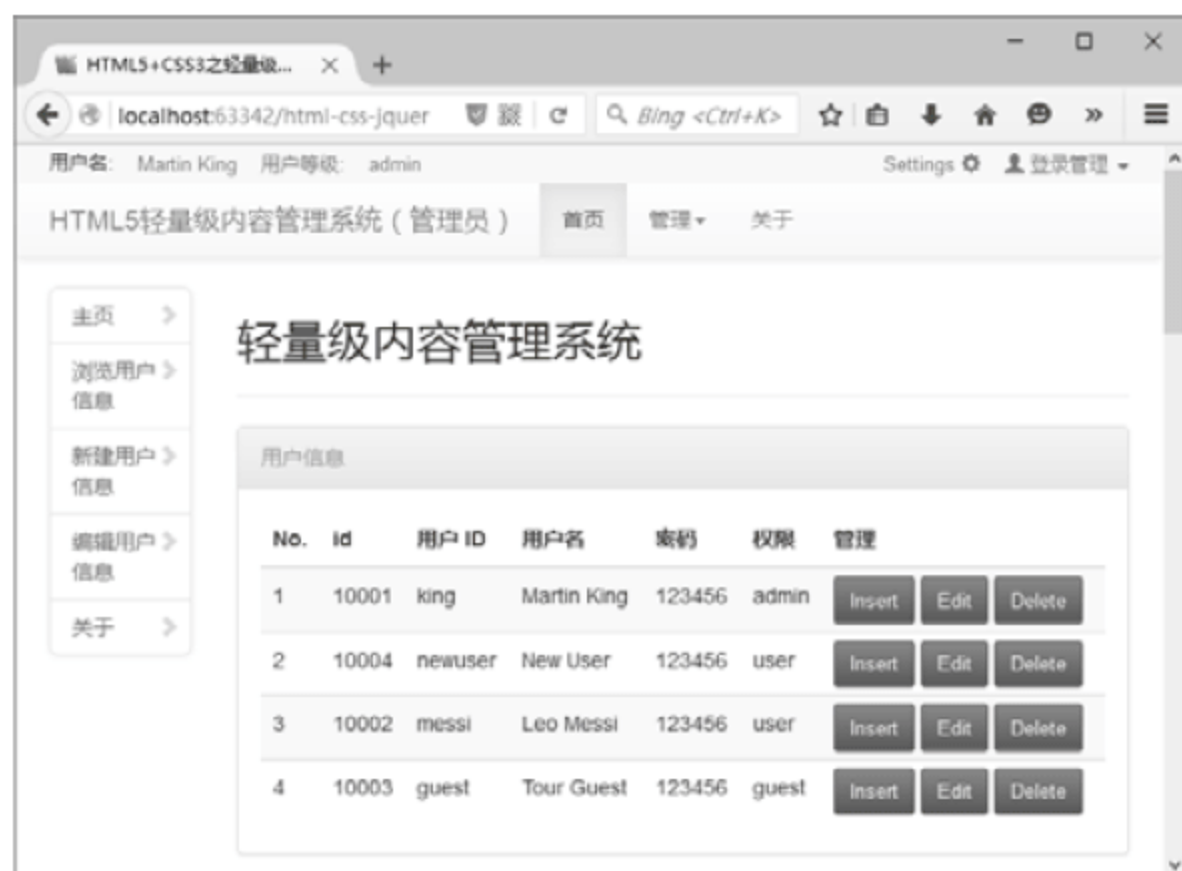 HTML5+CSS3之轻量级...
localhost:63342/html-css-jquer
Bing <Ctrl+K>
用户名: Martin King 用户等级: admin
Settings 登录管理
HTML5轻量级内容管理系统(管理员) 首页 管理 关于
主页
浏览用户
信息
新建用户
信息
编辑用户
信息
关于
轻量级内容管理系统
用户信息
No. id 用户 ID 用户名 密码 权限 管理
1 10001 king Martin King 123456 admin Insert Edit Delete
2 10004 newuser New User 123456 user Insert Edit Delete
3 10002 messi Leo Messi 123456 user Insert Edit Delete
4 10003 guest Tour Guest 123456 guest Insert Edit Delete